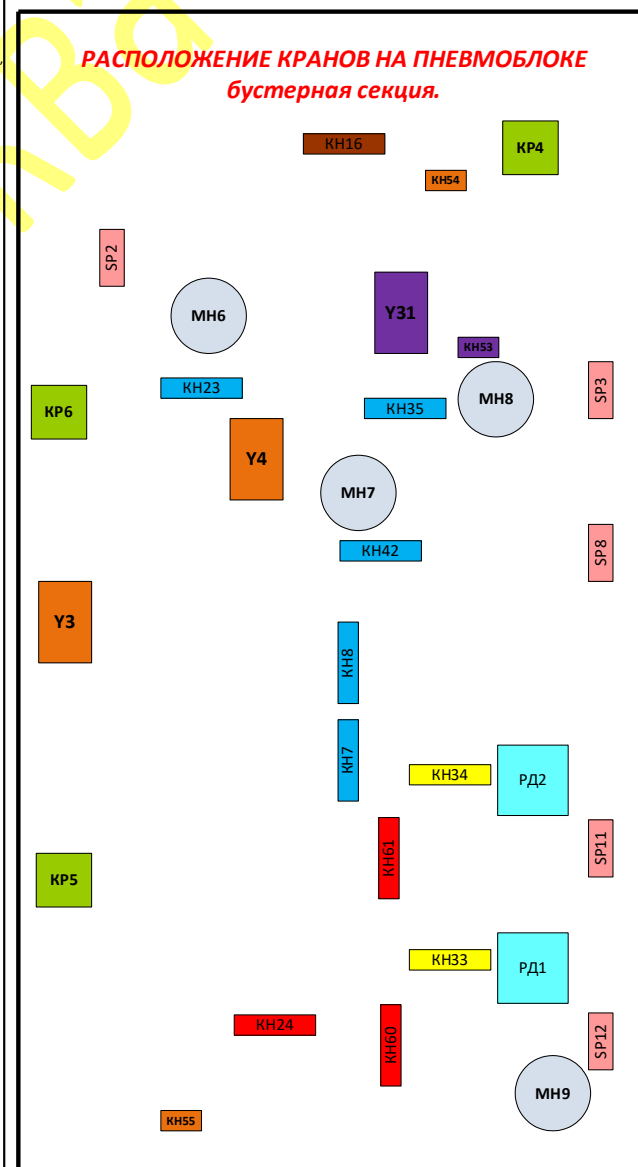 РАСПОЛОЖЕНИЕ КРАНОВ НА ПНЕВМОБЛОКЕ
бустерная секция.
КН16
КР4
КН54
SP2
МН6
Y31
КН53
SP3
КН23
МН8
КР6
КН35
Y4
МН7
КН42
SP8
Y3
КН8
КН7
КН34
РД2
КН61
SP11
КР5
КН33
РД1
КН24
КН60
SP12
МН9
КН55